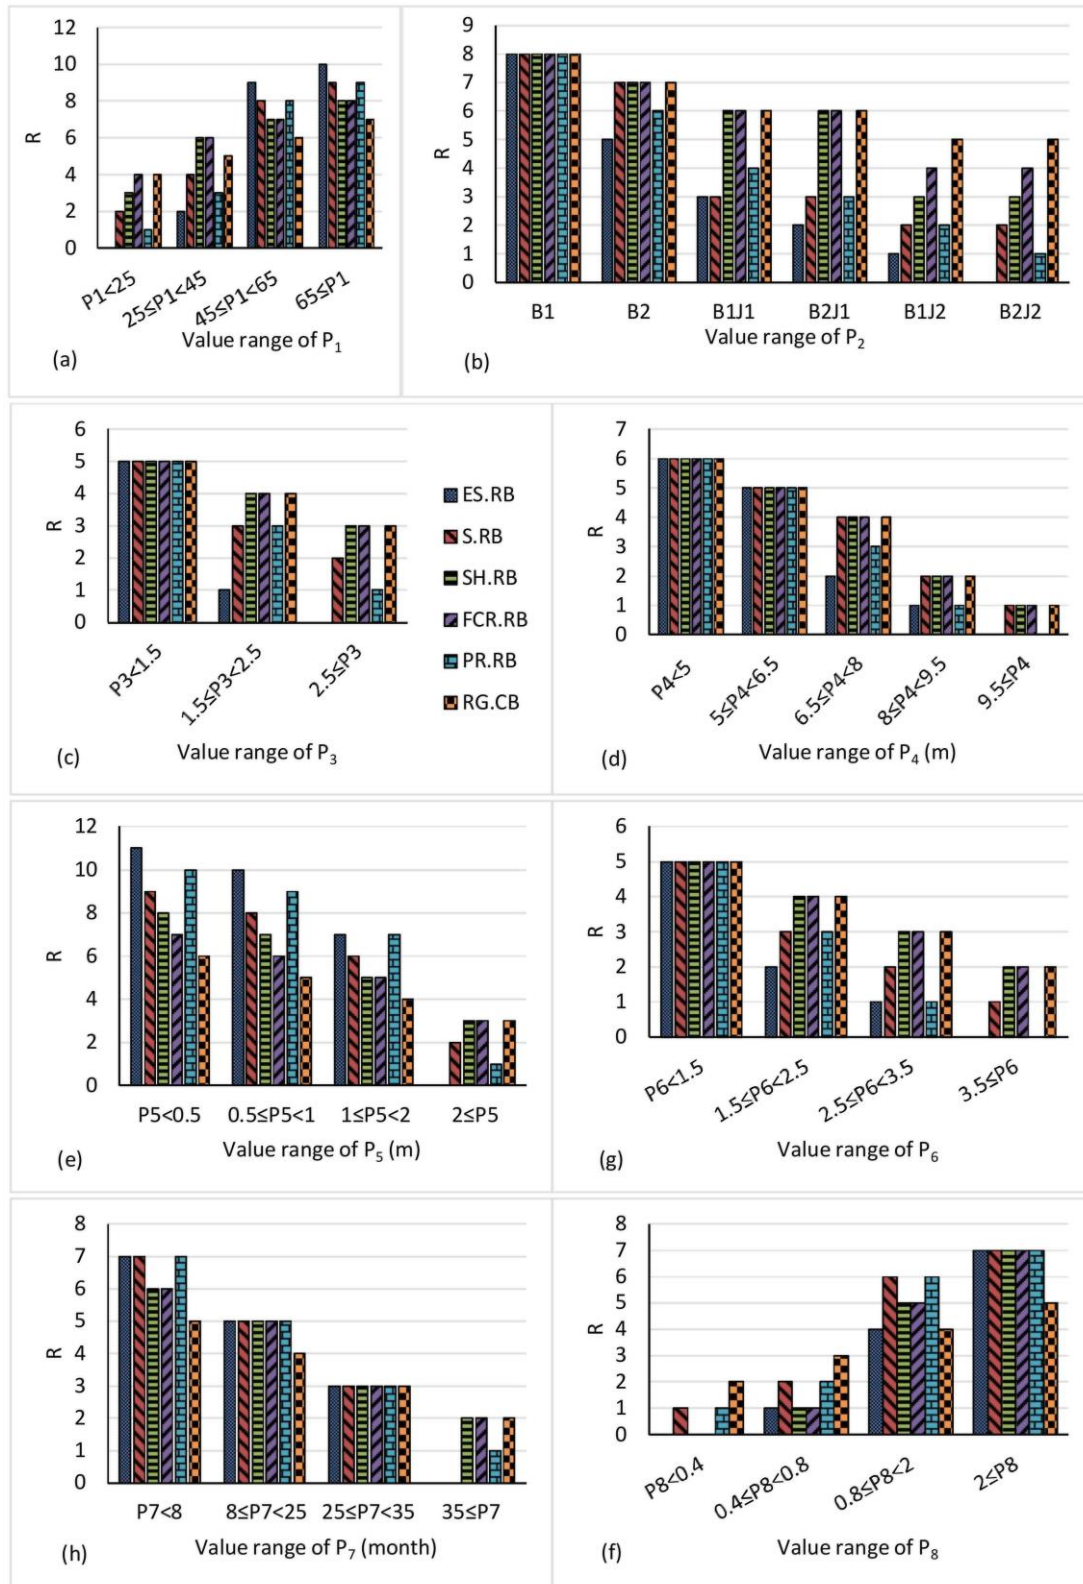 12
10
8
6
4
2
0
R
P1<25
25≤P1<45
45≤P1<65
65≤P1
Value range of P₁
(a)
9
8
7
6
5
4
3
2
1
0
R
B1
B2
B1J1
B2J1
B1J2
B2J2
Value range of P₂
(b)
6
5
4
3
2
1
0
R
P3<1.5
1.5≤P3<2.5
2.5≤P3
Value range of P₃
(c)
ES.RB
S.RB
SH.RB
FCR.RB
PR.RB
RG.CB
7
6
5
4
3
2
1
0
R
P4<5
5≤P4<6.5
6.5≤P4<8
8≤P4<9.5
9.5≤P4
Value range of P₄ (m)
(d)
12
10
8
6
4
2
0
R
P5<0.5
0.5≤P5<1
1≤P5<2
2≤P5
Value range of P₅ (m)
(e)
6
5
4
3
2
1
0
R
P6<1.5
1.5≤P6<2.5
2.5≤P6<3.5
3.5≤P6
Value range of P₆
(g)
8
7
6
5
4
3
2
1
0
R
P7<8
8≤P7<25
25≤P7<35
35≤P7
Value range of P₇ (month)
(h)
8
7
6
5
4
3
2
1
0
R
P8<0.4
0.4≤P8<0.8
0.8≤P8<2
2≤P8
Value range of P₈
(f)